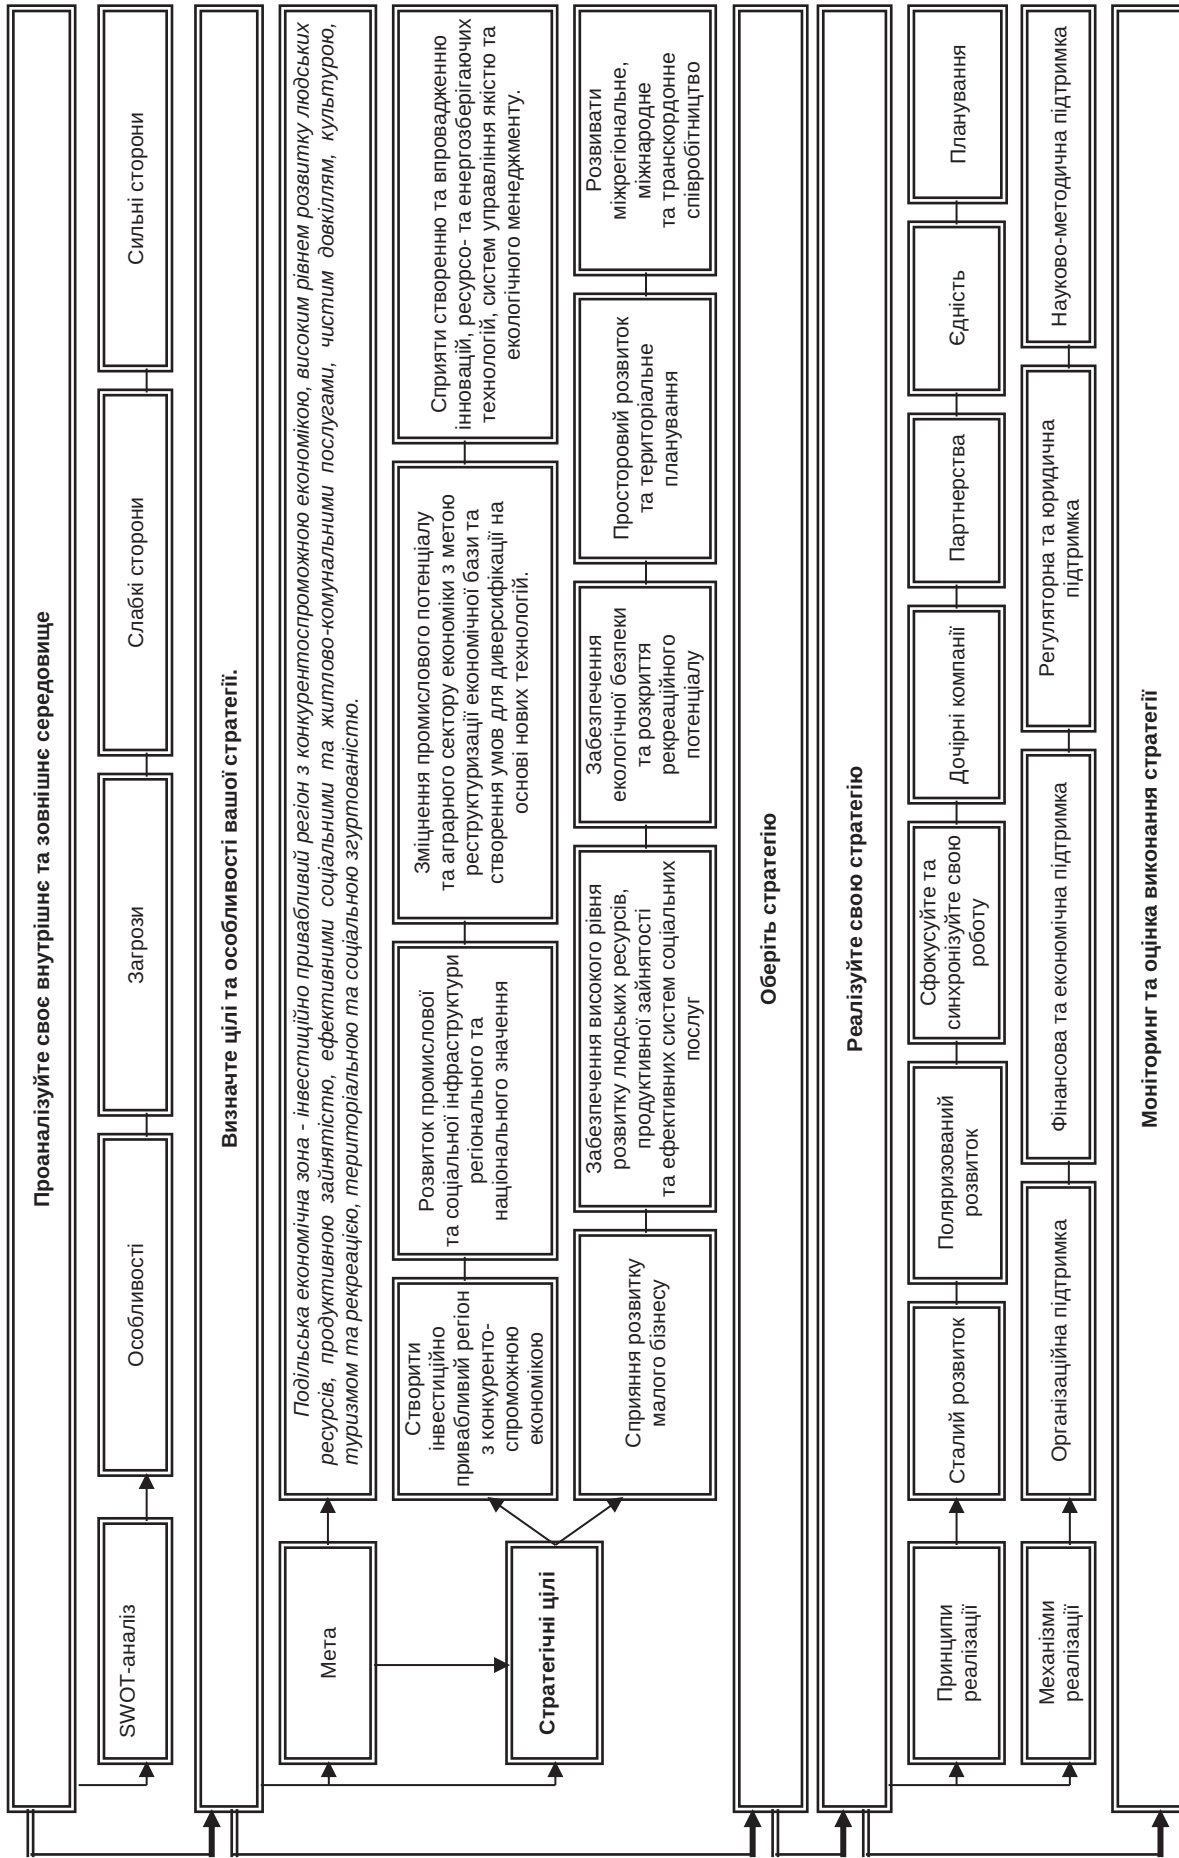 Проаналізуйте своє внутрішнє та зовнішнє середовище
SWOT-аналіз
Особливості
Загрози
Слабкі сторони
Сильні сторони
Визначте цілі та особливості вашої стратегії.
Мета
Подільська економічна зона - інвестиційно привабливий регіон з конкурентоспроможною економікою, високим рівнем розвитку людських
ресурсів, продуктивною зайнятістю, ефективними соціальними та житлово-комунальними послугами, чистим довкіллям, культурою,
туризмом та рекреацією, територіальною та соціальною згуртованістю.
Стратегічні цілі
Створити
інвестиційно
привабливий регіон
з конкуренто-
спроможною
економікою
Розвиток промислової
та соціальної інфраструктури
регіонального та
національного значення
Зміцнення промислового потенціалу
та аграрного сектору економіки з метою
реструктуризації економічної бази та
створення умов для диверсифікації на
основі нових технологій.
Сприяти створенню та впровадженню
інновацій, ресурсо- та енергозберігаючих
технологій, систем управління якістю та
екологічного менеджменту.
Сприяння розвитку
малого бізнесу
Забезпечення високого рівня
розвитку людських ресурсів,
продуктивної зайнятості
та ефективних систем соціальних
послуг
Забезпечення
екологічної безпеки
та розкриття
рекреаційного
потенціалу
Просторовий розвиток
та територіальне
планування
Розвивати
міжрегіональне,
міжнародне
та транскордонне
співробітництво
Оберіть стратегію
Реалізуйте свою стратегію
Принципи
реалізації
Сталий розвиток
Поляризований
розвиток
Сфокусуйте та
синхронізуйте свою
роботу
Дочірні компанії
Партнерства
Єдність
Планування
Механізми
реалізації
Організаційна підтримка
Фінансова та економічна підтримка
Регуляторна та юридична
підтримка
Науково-методична підтримка
Моніторинг та оцінка виконання стратегії